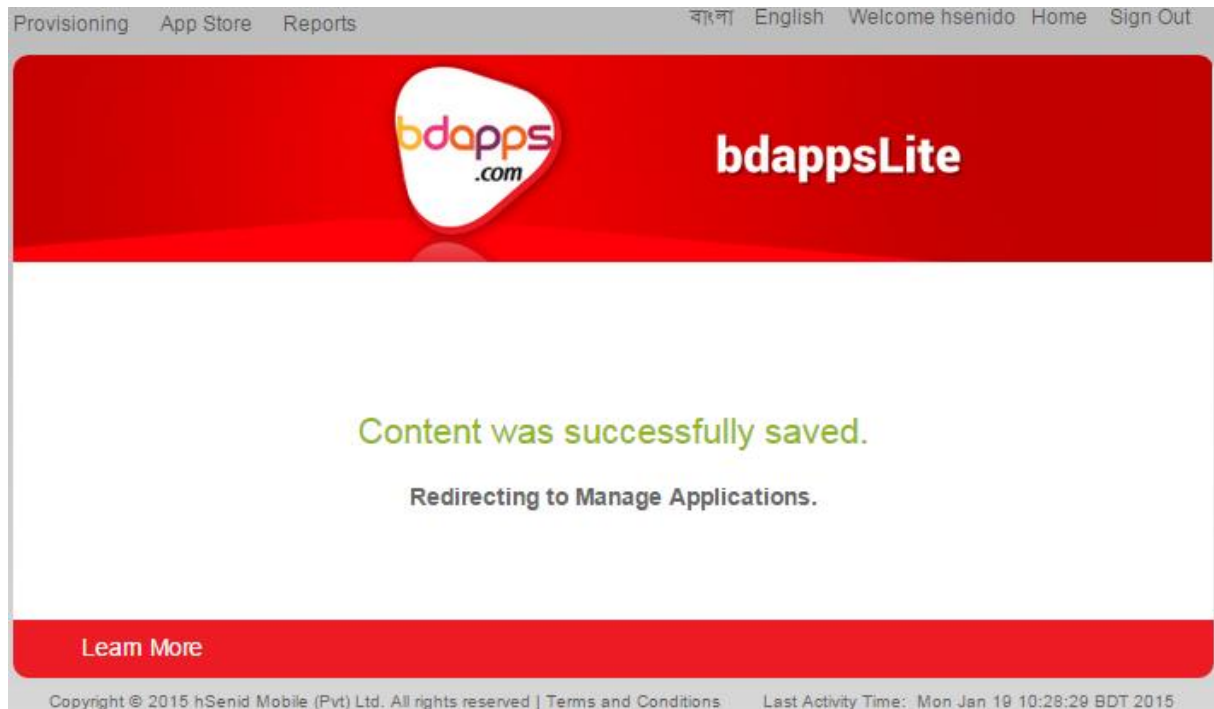 Provisioning App Store Reports বাংলা English Welcome hsenido Home Sign Out
bdapps
.com
bdappsLite
Content was successfully saved.
Redirecting to Manage Applications.
Learn More
Copyright © 2015 hSenid Mobile (Pvt) Ltd. All rights reserved | Terms and Conditions Last Activity Time: Mon Jan 19 10:28:29 BDT 2015